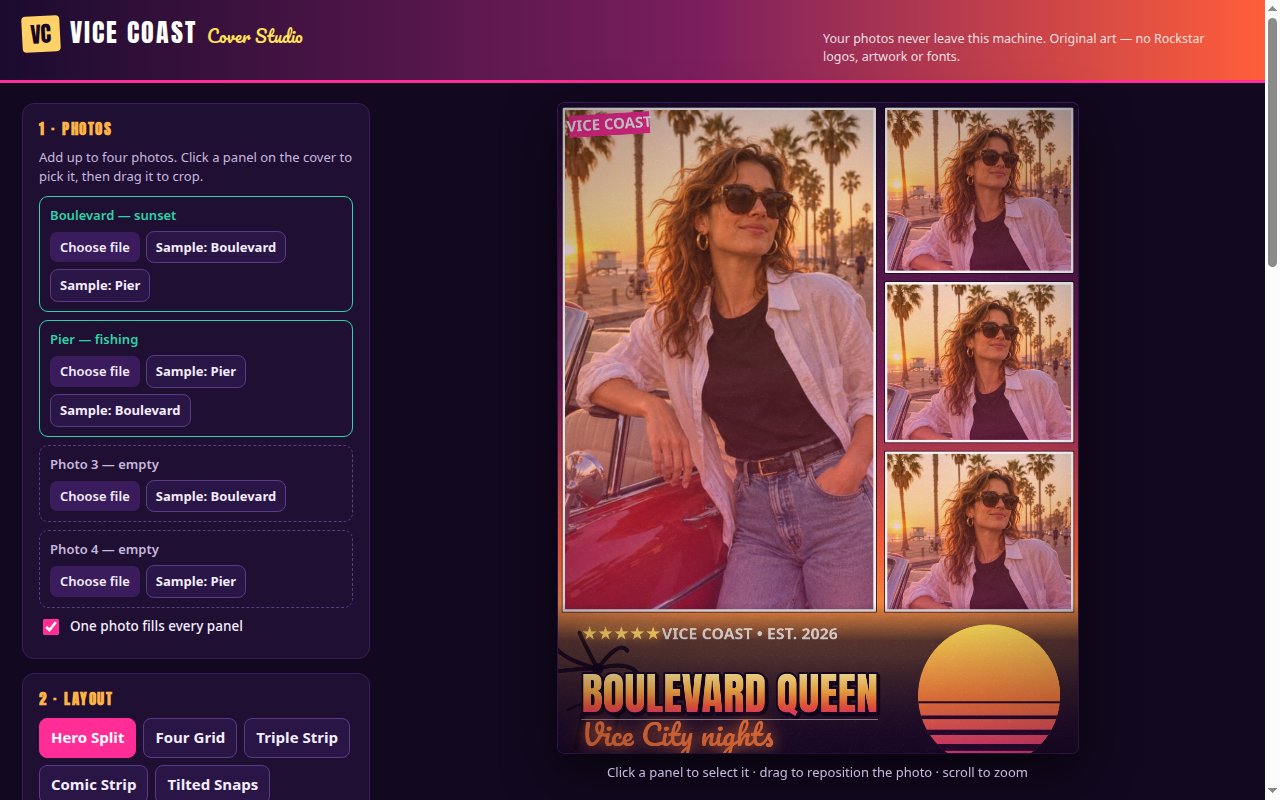 VC VICE COAST Cover Studio
Your photos never leave this machine. Original art — no Rockstar
logos, artwork or fonts.
1 · PHOTOS
Add up to four photos. Click a panel on the cover to
pick it, then drag it to crop.
Boulevard — sunset
Choose file
Sample: Boulevard
Sample: Pier
Pier — fishing
Choose file
Sample: Pier
Sample: Boulevard
Photo 3 — empty
Choose file
Sample: Boulevard
Photo 4 — empty
Choose file
Sample: Pier
One photo fills every panel
2 · LAYOUT
Hero Split
Four Grid
Triple Strip
Comic Strip
Tilted Snaps
VICE COAST
★★★★★VICE COAST • EST. 2026
BOULEVARD QUEEN
Vice City nights
Click a panel to select it · drag to reposition the photo · scroll to zoom